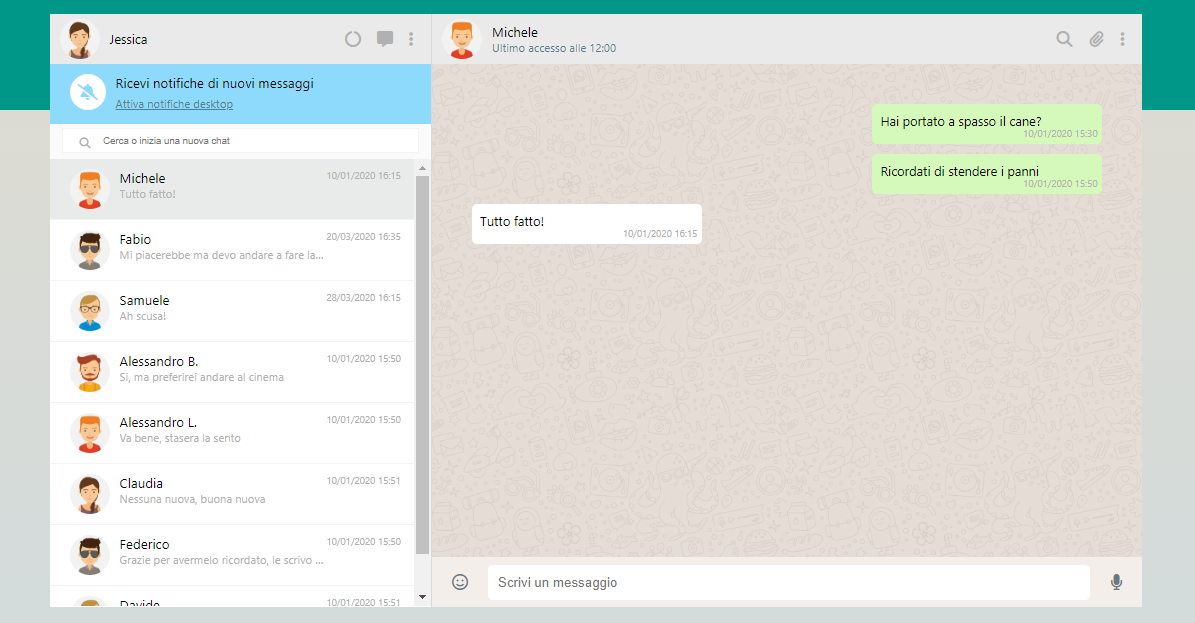 Jessica
Ricevi notifiche di nuovi messaggi
Attiva notifiche desktop
Cerca o inizia una nuova chat
Michele
10/01/2020 16:15
Tutto fatto!
Fabio
20/03/2020 16:35
Mi piacerebbe ma devo andare a fare la...
Samuele
28/03/2020 16:15
Ah scusa!
Alessandro B.
10/01/2020 15:50
Si, ma preferirei andare al cinema
Alessandro L.
10/01/2020 15:50
Va bene, stasera la sento
Claudia
10/01/2020 15:51
Nessuna nuova, buona nuova
Federico
10/01/2020 15:50
Grazie per avermelo ricordato, le scrivo ...
Davide
10/01/2020 15:51
Michele
Ultimo accesso alle 12:00
Hai portato a spasso il cane?
10/01/2020 15:30
Ricordati di stendere i panni
10/01/2020 15:50
Tutto fatto!
10/01/2020 16:15
Scrivi un messaggio